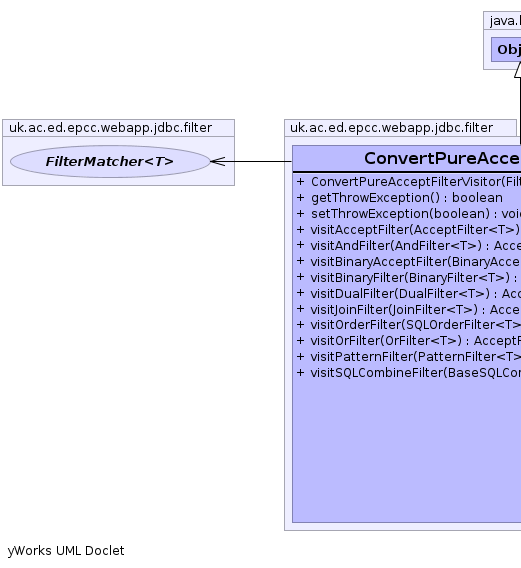 java.
Obj
uk.ac.ed.epcc.webapp.jdbc.filter
FilterMatcher<T>
uk.ac.ed.epcc.webapp.jdbc.filter
ConvertPureAcce
+ ConvertPureAcceptFilterVisitor(Filt
+ getThrowException() : boolean
+ setThrowException(boolean) : voi
+ visitAcceptFilter(AcceptFilter<T>)
+ visitAndFilter(AndFilter<T>) : Acce
+ visitBinaryAcceptFilter(BinaryAcce
+ visitBinaryFilter(BinaryFilter<T>) :
+ visitDualFilter(DualFilter<T>) : Acc
+ visitJoinFilter(JoinFilter<T>) : Acce
+ visitOrderFilter(SQLOrderFilter<T>
+ visitOrFilter(OrFilter<T>) : AcceptF
+ visitPatternFilter(PatternFilter<T>
+ visitSQLCombineFilter(BaseSQLCon
yWorks UML Doclet